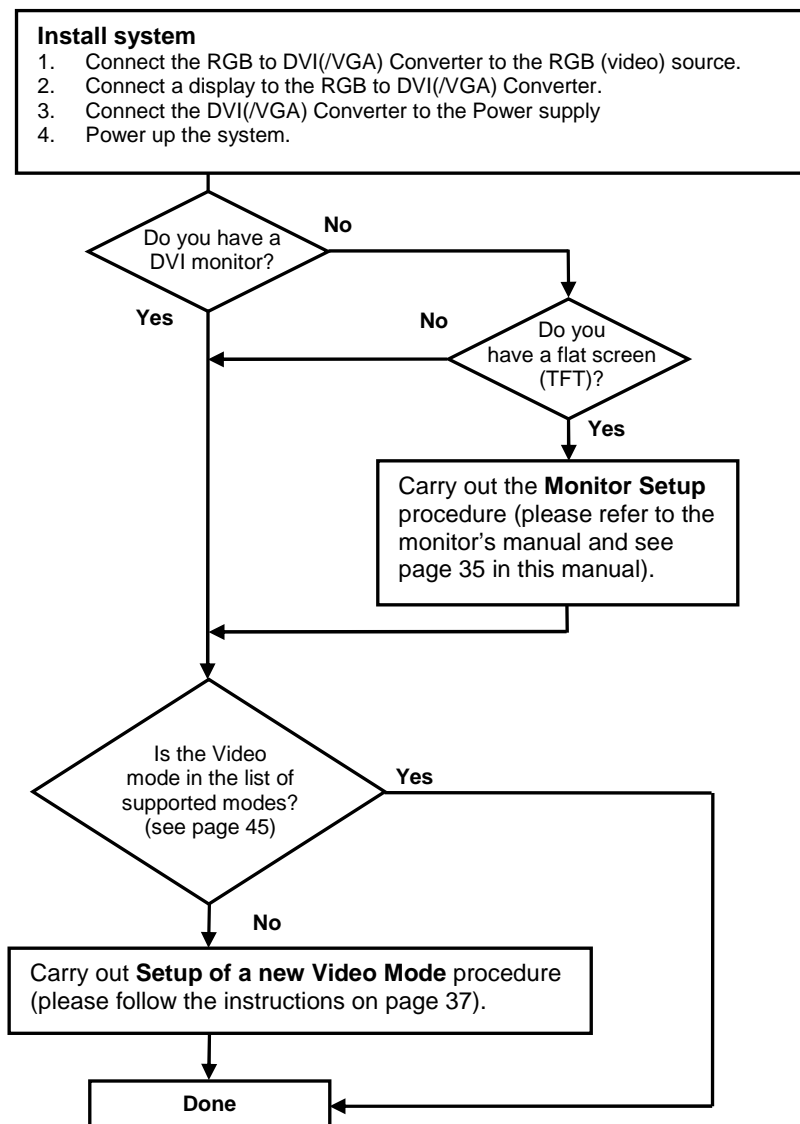 Install system
1. Connect the RGB to DVI(/VGA) Converter to the RGB (video) source.
2. Connect a display to the RGB to DVI(/VGA) Converter.
3. Connect the DVI(/VGA) Converter to the Power supply
4. Power up the system.
Do you have a
DVI monitor?
No
Yes
No
Do you
have a flat screen
(TFT)?
Yes
Carry out the Monitor Setup
procedure (please refer to the
monitor's manual and see
page 35 in this manual).
Is the Video
mode in the list of
supported modes?
(see page 45)
Yes
No
Carry out Setup of a new Video Mode procedure
(please follow the instructions on page 37).
Done